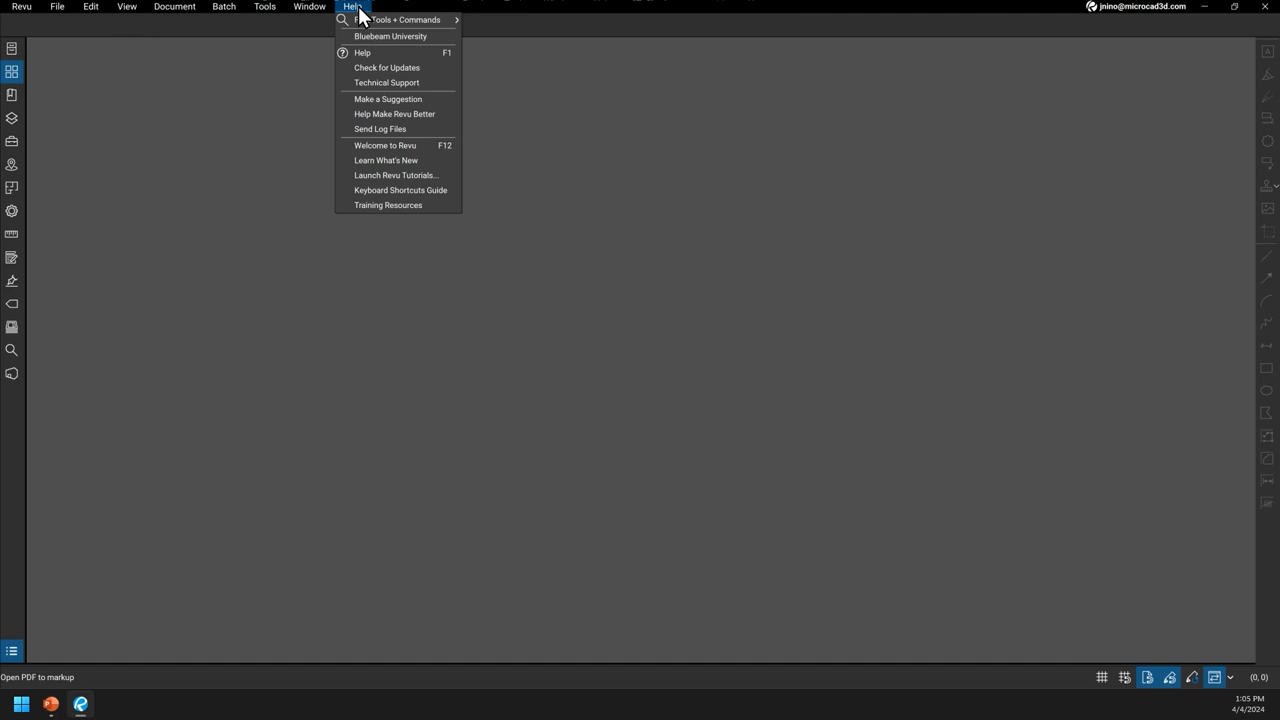 Revu File Edit View Document Batch Tools Window Help jnino@microcad3d.com
Tools + Commands
Bluebeam University
Help F1
Check for Updates
Technical Support
Make a Suggestion
Help Make Revu Better
Send Log Files
Welcome to Revu F12
Learn What's New
Launch Revu Tutorials...
Keyboard Shortcuts Guide
Training Resources
Open PDF to markup (0, 0)
1:05 PM
4/4/2024